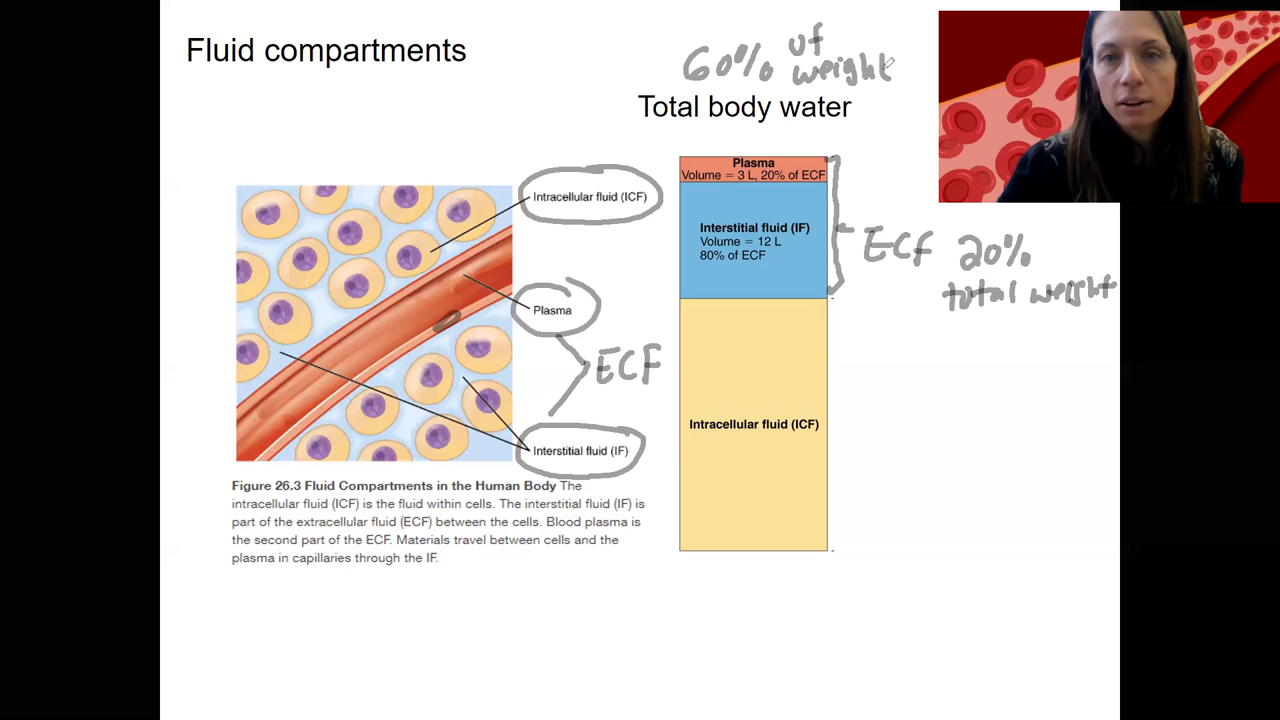 Fluid compartments
60% of
weight
Total body water
Plasma
Volume = 3 L, 20% of ECF
Interstitial fluid (IF)
Volume = 12 L
80% of ECF
ECF 20%
total weight
Intracellular fluid (ICF)
Intracellular fluid (ICF)
Plasma
ECF
Interstitial fluid (IF)
Figure 26.3 Fluid Compartments in the Human Body The
intracellular fluid (ICF) is the fluid within cells. The interstitial fluid (IF) is
part of the extracellular fluid (ECF) between the cells. Blood plasma is
the second part of the ECF. Materials travel between cells and the
plasma in capillaries through the IF.